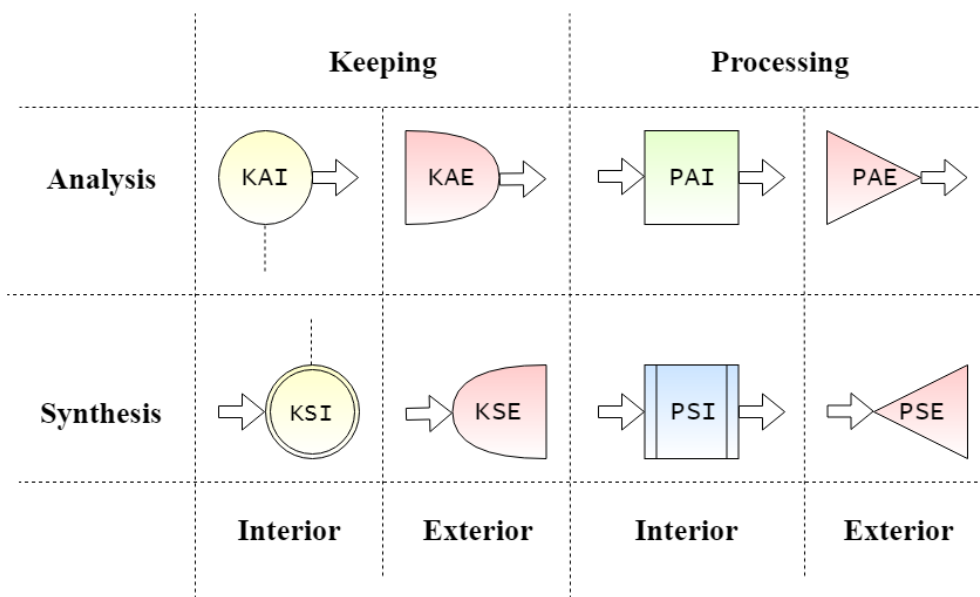 Keeping Processing
Analysis KAI KAE PAI PAE
Synthesis KSI KSE PSI PSE
Interior Exterior Interior Exterior